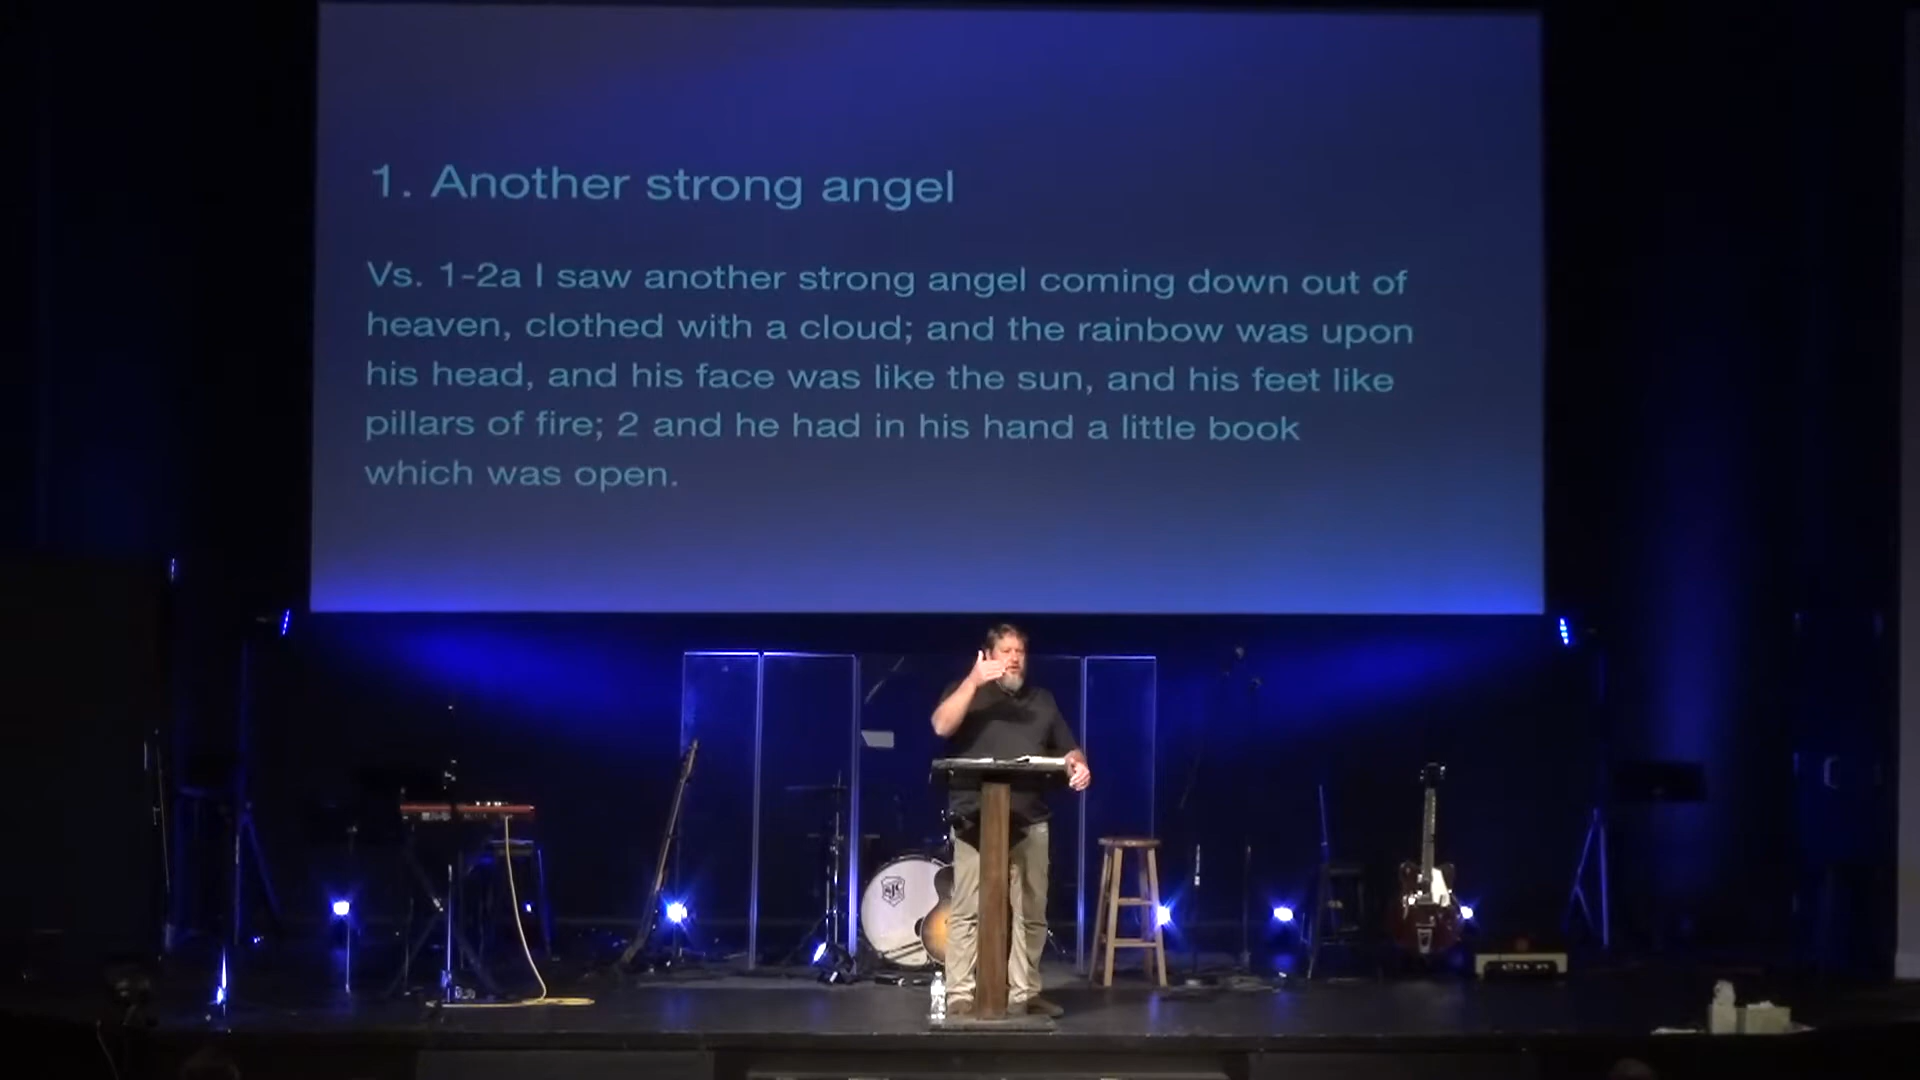 1. Another strong angel
Vs. 1-2a I saw another strong angel coming down out of
heaven, clothed with a cloud; and the rainbow was upon
his head, and his face was like the sun, and his feet like
pillars of fire; 2 and he had in his hand a little book
which was open.
SJC